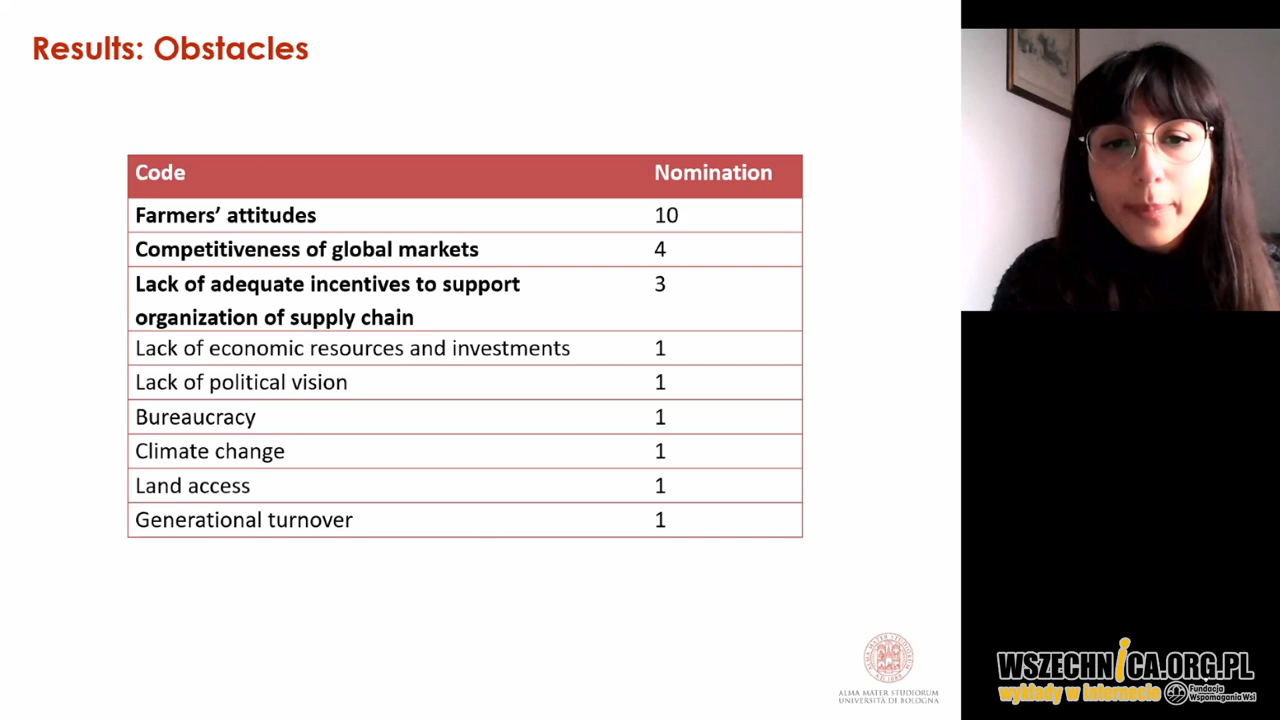 Results: Obstacles
Code Nomination
Farmers’ attitudes 10
Competitiveness of global markets 4
Lack of adequate incentives to support 3
organization of supply chain
Lack of economic resources and investments 1
Lack of political vision 1
Bureaucracy 1
Climate change 1
Land access 1
Generational turnover 1
ALMA MATER STUDIORUM
UNIVERSITÀ DI BOLOGNA
WSZECHNICA.ORG.PL
wykłady w internecie
Fundacja
Wspomagania Wsi